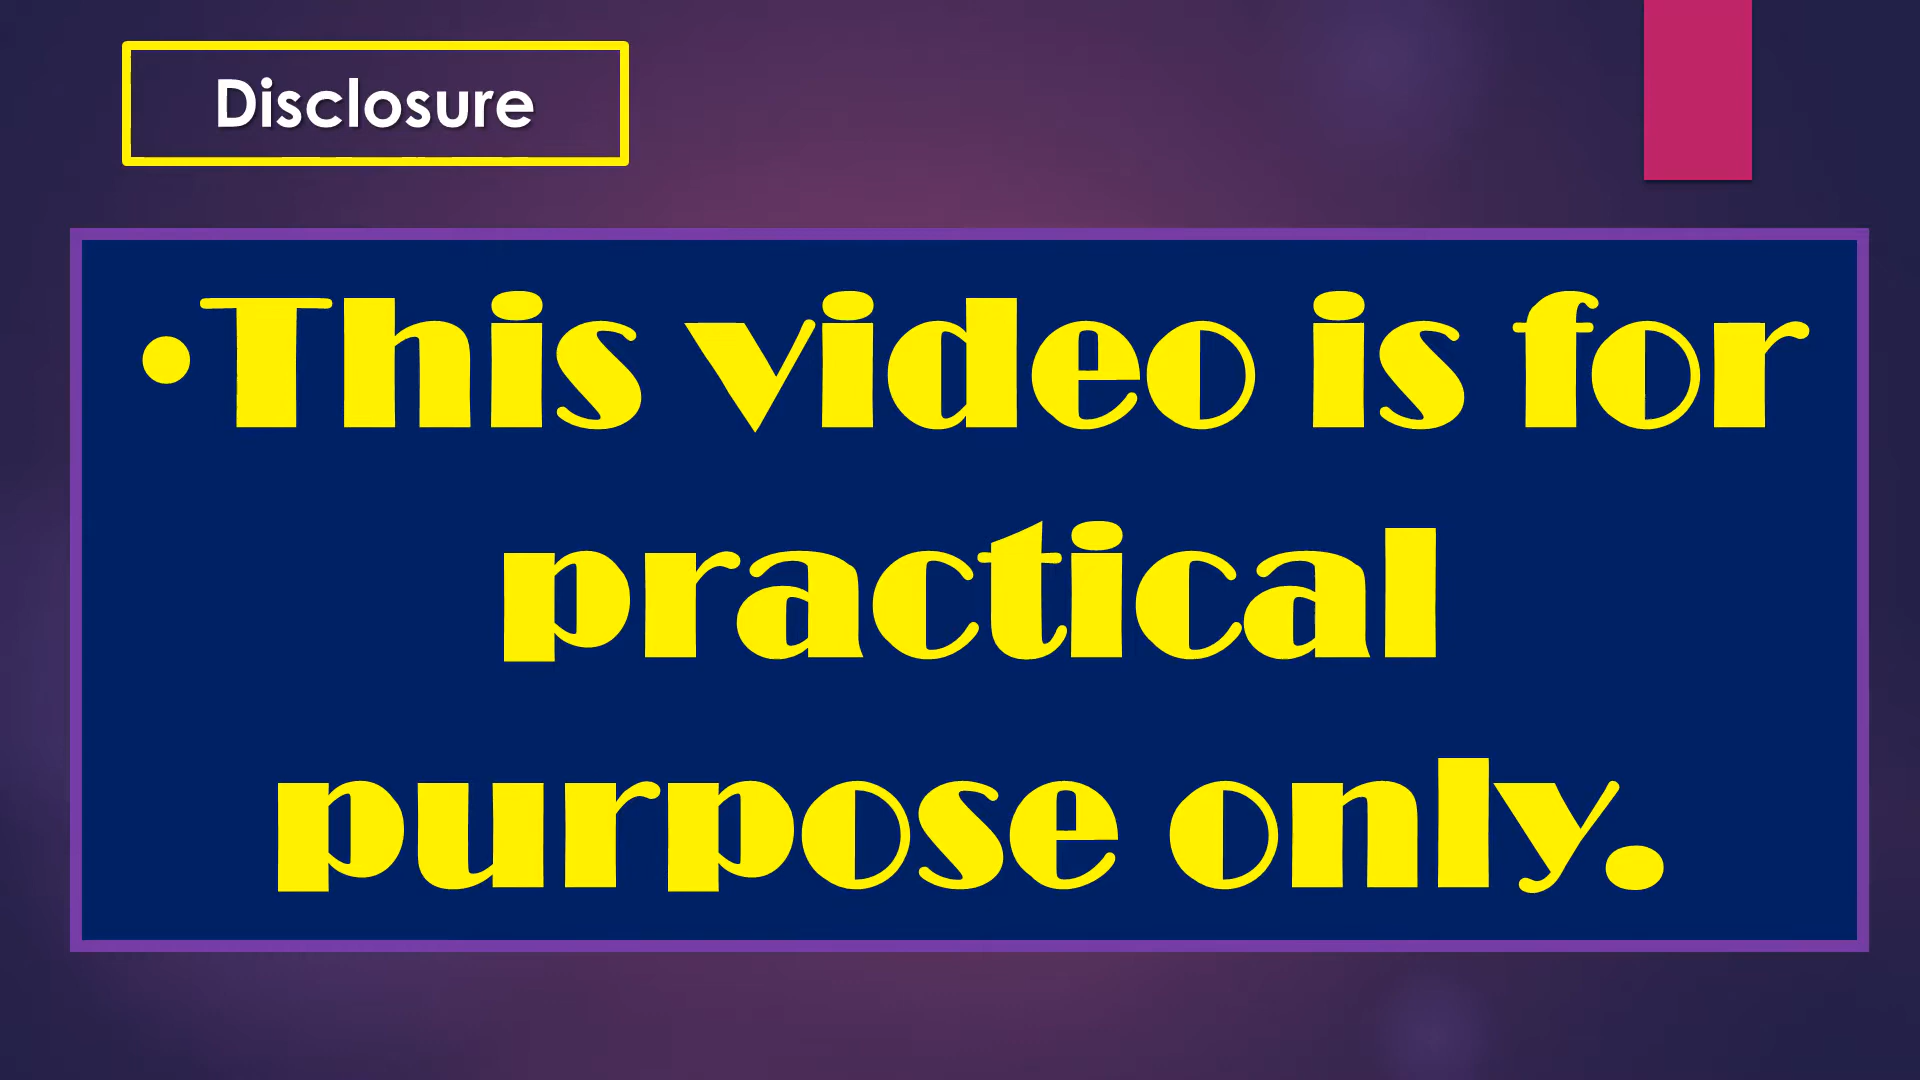 Disclosure
•This video is for
practical
purpose only.